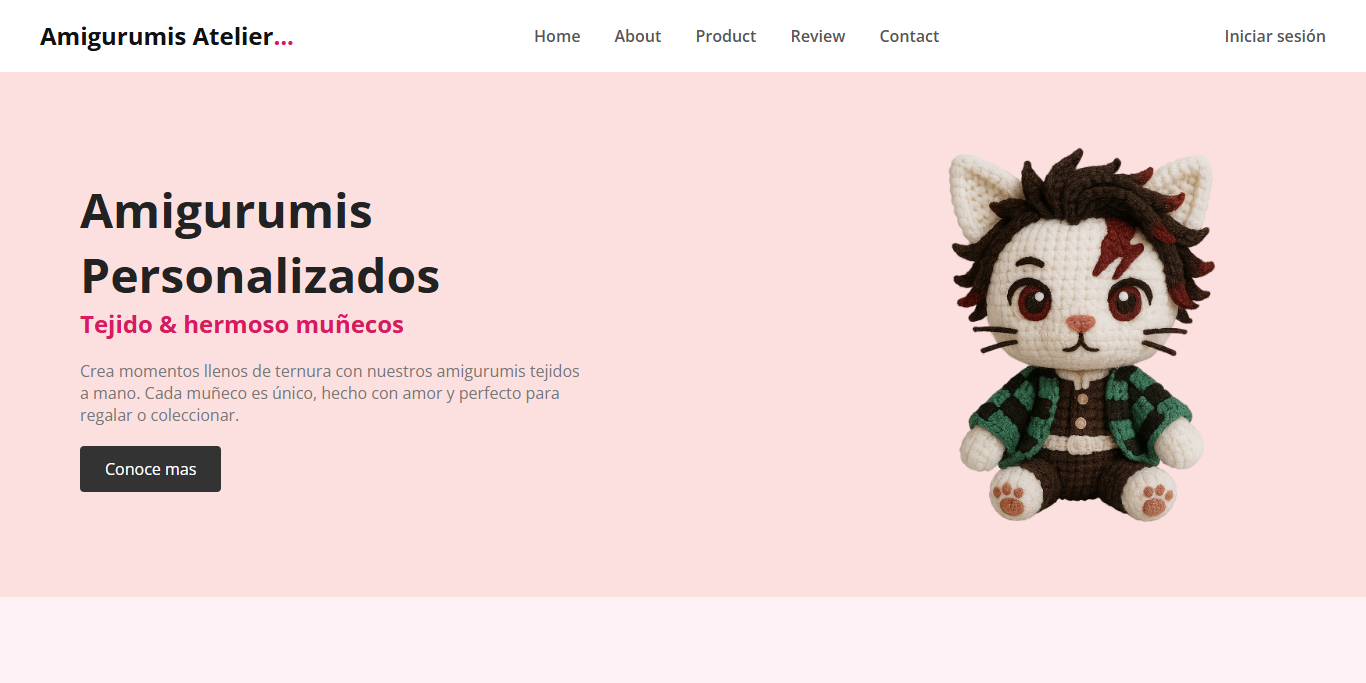 Amigurumis Atelier...
Home
About
Product
Review
Contact
Iniciar sesión
Amigurumis
Personalizados
Tejido & hermoso muñecos
Crea momentos llenos de ternura con nuestros amigurumis tejidos
a mano. Cada muñeco es único, hecho con amor y perfecto para
regalar o coleccionar.
Conoce mas